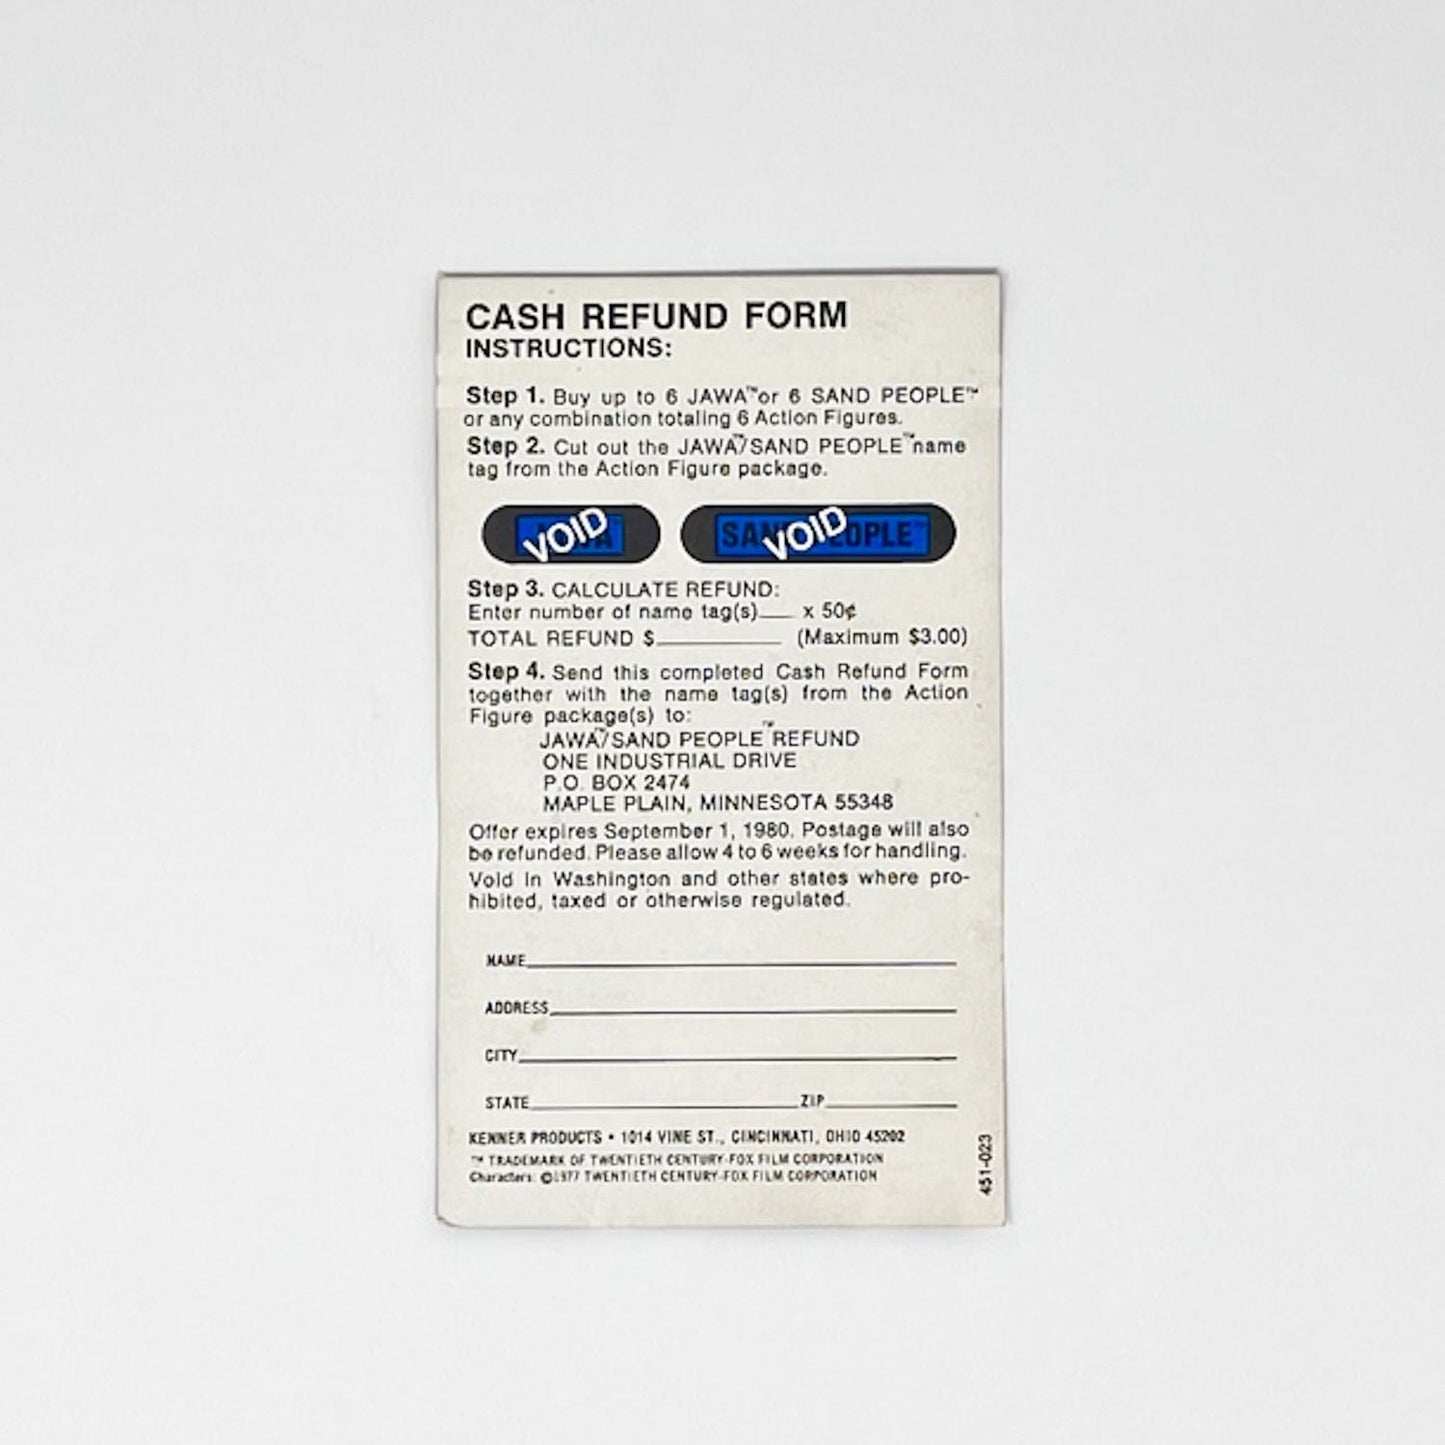 CASH REFUND FORM
INSTRUCTIONS:
Step 1. Buy up to 6 JAWA™ or 6 SAND PEOPLE™
or any combination totaling 6 Action Figures.
Step 2. Cut out the JAWA™/SAND PEOPLE™ name
tag from the Action Figure package.
VOID
SAND PEOPLE™ VOID
Step 3. CALCULATE REFUND:
Enter number of name tag(s)____ x 50¢
TOTAL REFUND $__________ (Maximum $3.00)
Step 4. Send this completed Cash Refund Form
together with the name tag(s) from the Action
Figure package(s) to:
JAWA™/SAND PEOPLE™ REFUND
ONE INDUSTRIAL DRIVE
P.O. BOX 2474
MAPLE PLAIN, MINNESOTA 55348
Offer expires September 1, 1980. Postage will also
be refunded. Please allow 4 to 6 weeks for handling.
Void in Washington and other states where pro-
hibited, taxed or otherwise regulated.
NAME
ADDRESS
CITY
STATE ZIP
KENNER PRODUCTS • 1014 VINE ST., CINCINNATI, OHIO 45202
™ TRADEMARK OF TWENTIETH CENTURY-FOX FILM CORPORATION
Characters: ©1977 TWENTIETH CENTURY-FOX FILM CORPORATION
451-023